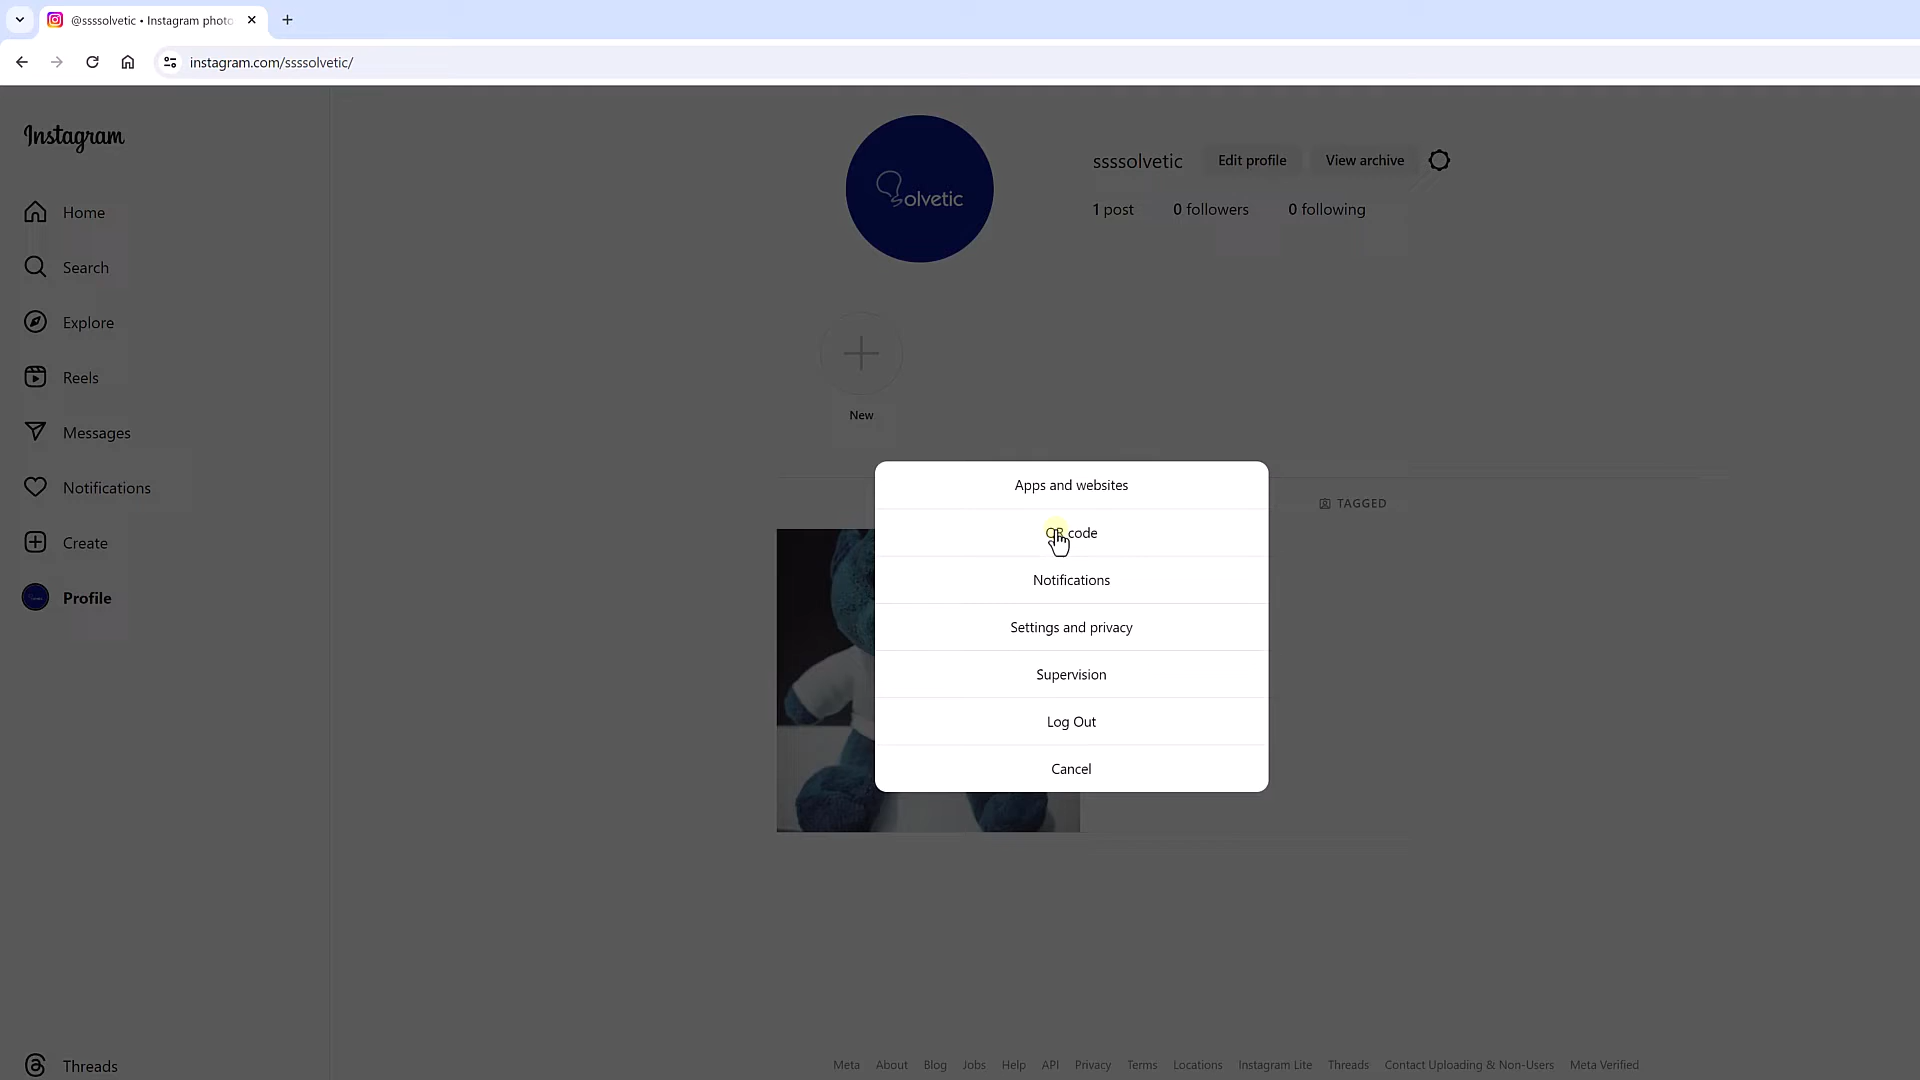 @ssssolvetic • Instagram photo
instagram.com/ssssolvetic/
Instagram
Home
Search
Explore
Reels
Messages
Notifications
Create
Profile
Threads
olvetic
ssssolvetic Edit profile View archive
1 post 0 followers 0 following
New
TAGGED
Apps and websites
QR code
Notifications
Settings and privacy
Supervision
Log Out
Cancel
Meta About Blog Jobs Help API Privacy Terms Locations Instagram Lite Threads Contact Uploading & Non-Users Meta Verified